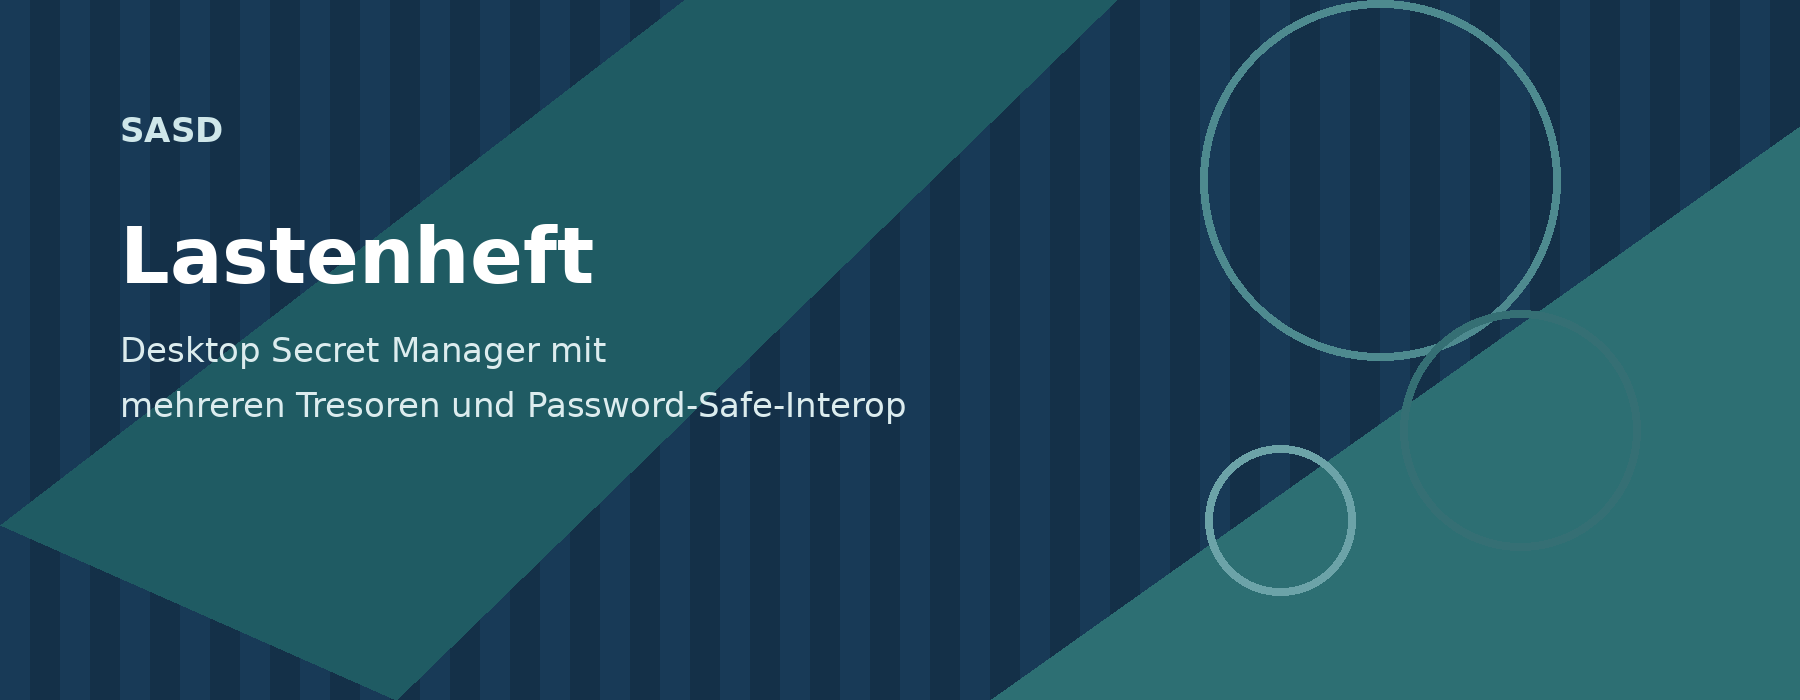 SASD
Lastenheft
Desktop Secret Manager mit
mehreren Tresoren und Password-Safe-Interop